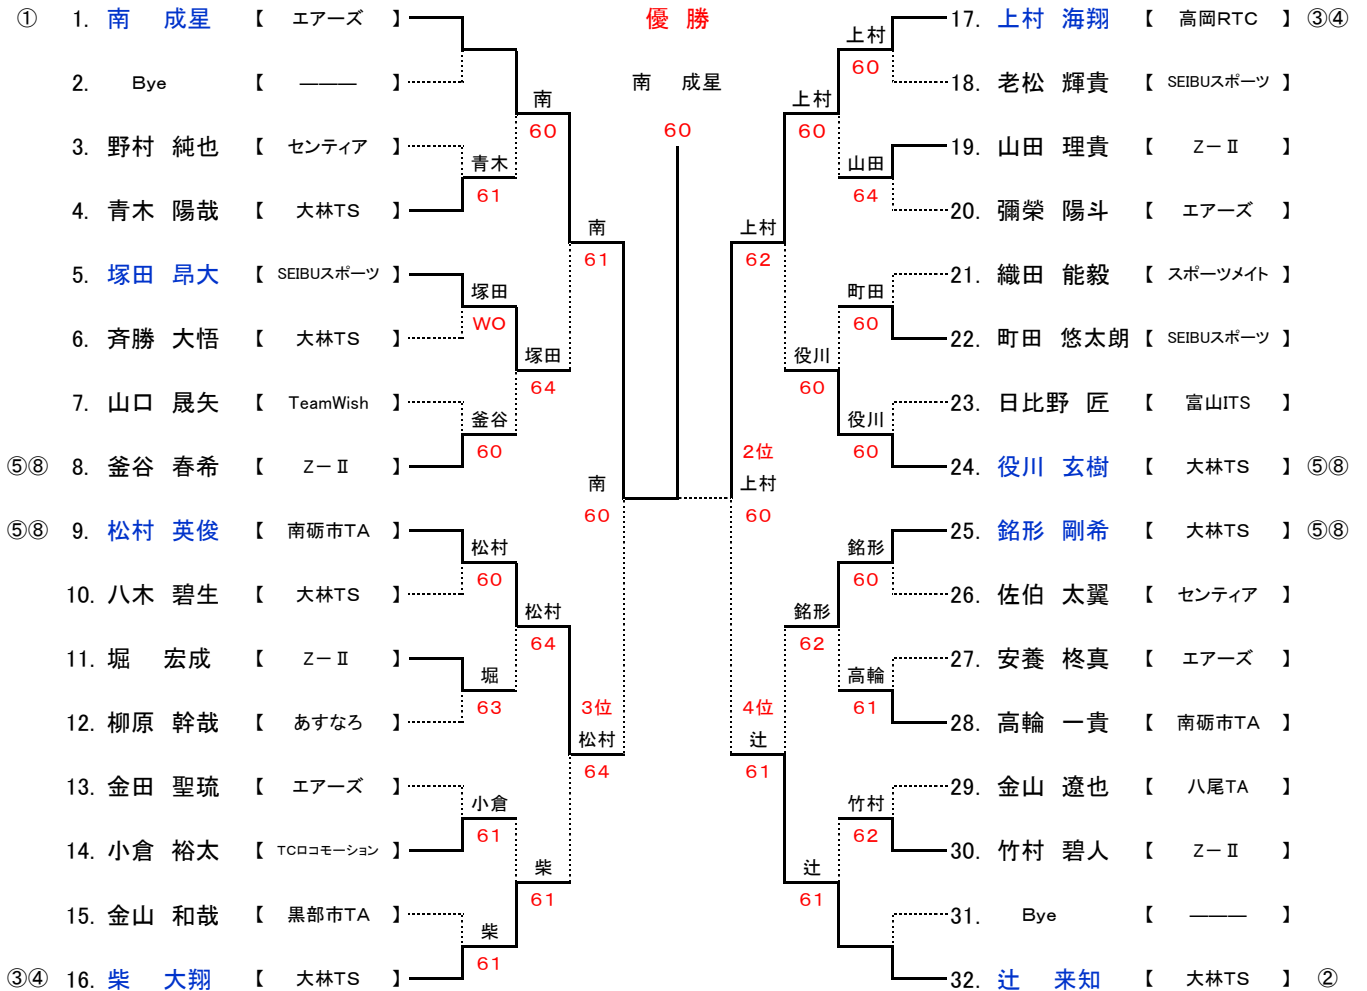 優 勝
南 成星
60
① 1. 南 成星 【 エアーズ 】
2. Bye 【 ――― 】
3. 野村 純也 【 センティア 】
4. 青木 陽哉 【 大林TS 】
5. 塚田 昂大 【 SEIBUスポーツ 】
6. 斉勝 大悟 【 大林TS 】
7. 山口 晟矢 【 TeamWish 】
⑤⑧ 8. 釜谷 春希 【 Z-Ⅱ 】
⑤⑧ 9. 松村 英俊 【 南砺市TA 】
10. 八木 碧生 【 大林TS 】
11. 堀 宏成 【 Z-Ⅱ 】
12. 柳原 幹哉 【 あすなろ 】
13. 金田 聖琉 【 エアーズ 】
14. 小倉 裕太 【 TCロコモーション 】
15. 金山 和哉 【 黒部市TA 】
③④ 16. 柴 大翔 【 大林TS 】
青木
61
塚田
WO
釜谷
60
松村
60
堀
63
小倉
61
柴
61
南
60
塚田
64
松村
64
柴
61
南
61
3位
松村
64
南
60
2位
上村
60
上村
62
4位
辻
61
上村
60
役川
60
銘形
62
辻
61
上村
60
山田
64
町田
60
役川
60
銘形
60
高輪
61
竹村
62
17. 上村 海翔 【 高岡RTC 】 ③④
18. 老松 輝貴 【 SEIBUスポーツ 】
19. 山田 理貴 【 Z-Ⅱ 】
20. 彌榮 陽斗 【 エアーズ 】
21. 織田 能毅 【 スポーツメイト 】
22. 町田 悠太朗 【 SEIBUスポーツ 】
23. 日比野 匠 【 富山ITS 】
24. 役川 玄樹 【 大林TS 】 ⑤⑧
25. 銘形 剛希 【 大林TS 】 ⑤⑧
26. 佐伯 太翼 【 センティア 】
27. 安養 柊真 【 エアーズ 】
28. 高輪 一貴 【 南砺市TA 】
29. 金山 遼也 【 八尾TA 】
30. 竹村 碧人 【 Z-Ⅱ 】
31. Bye 【 ――― 】
32. 辻 来知 【 大林TS 】 ②